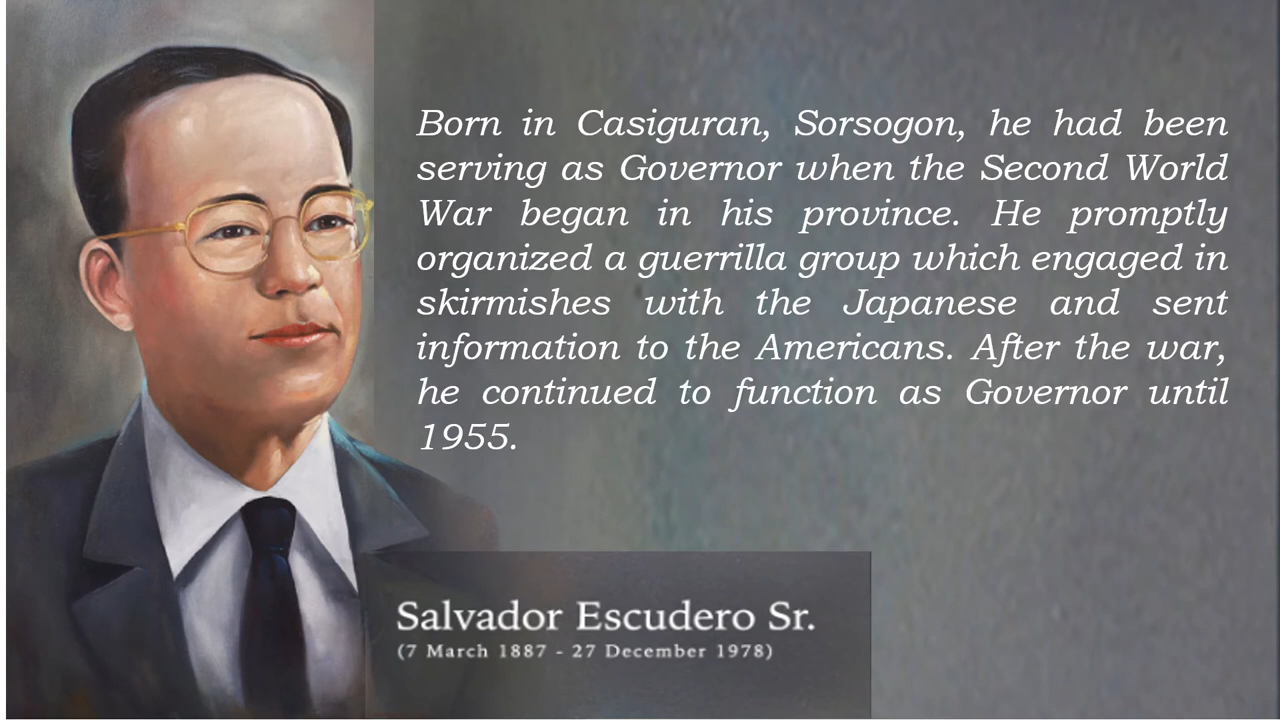 Born in Casiguran, Sorsogon, he had been
serving as Governor when the Second World
War began in his province. He promptly
organized a guerrilla group which engaged in
skirmishes with the Japanese and sent
information to the Americans. After the war,
he continued to function as Governor until
1955.
Salvador Escudero Sr.
(7 March 1887 - 27 December 1978)